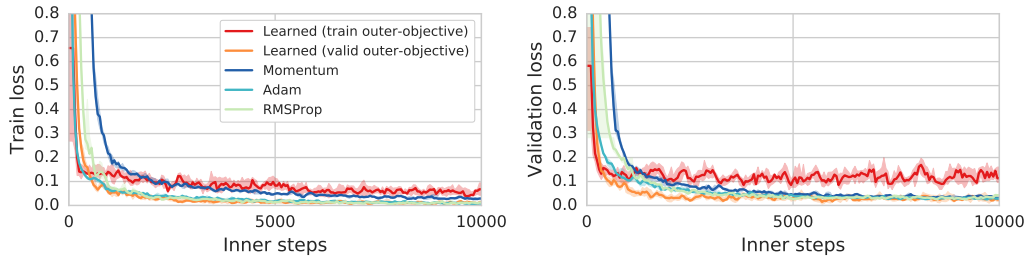 0.8
0.7
0.6
0.5
0.4
0.3
0.2
0.1
0.0
Train loss
0
5000
10000
Inner steps
Learned (train outer-objective)
Learned (valid outer-objective)
Momentum
Adam
RMSProp
0.8
0.7
0.6
0.5
0.4
0.3
0.2
0.1
0.0
Validation loss
0
5000
10000
Inner steps